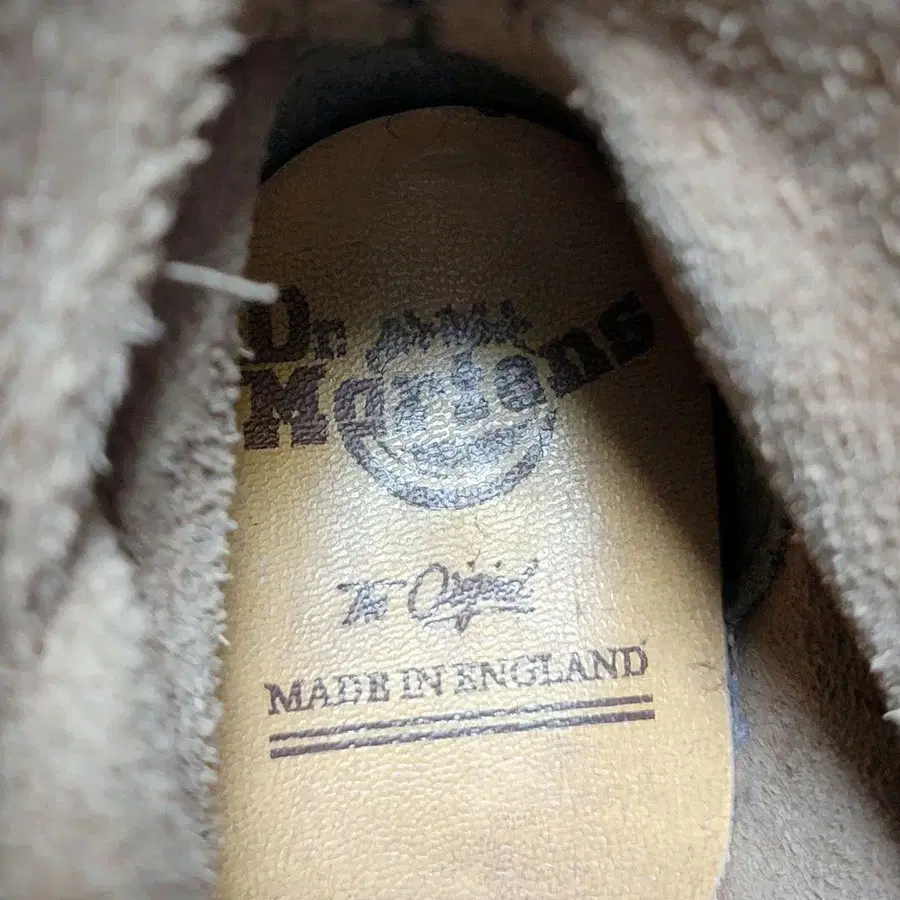 Dr.
Martens
The Original
MADE IN ENGLAND